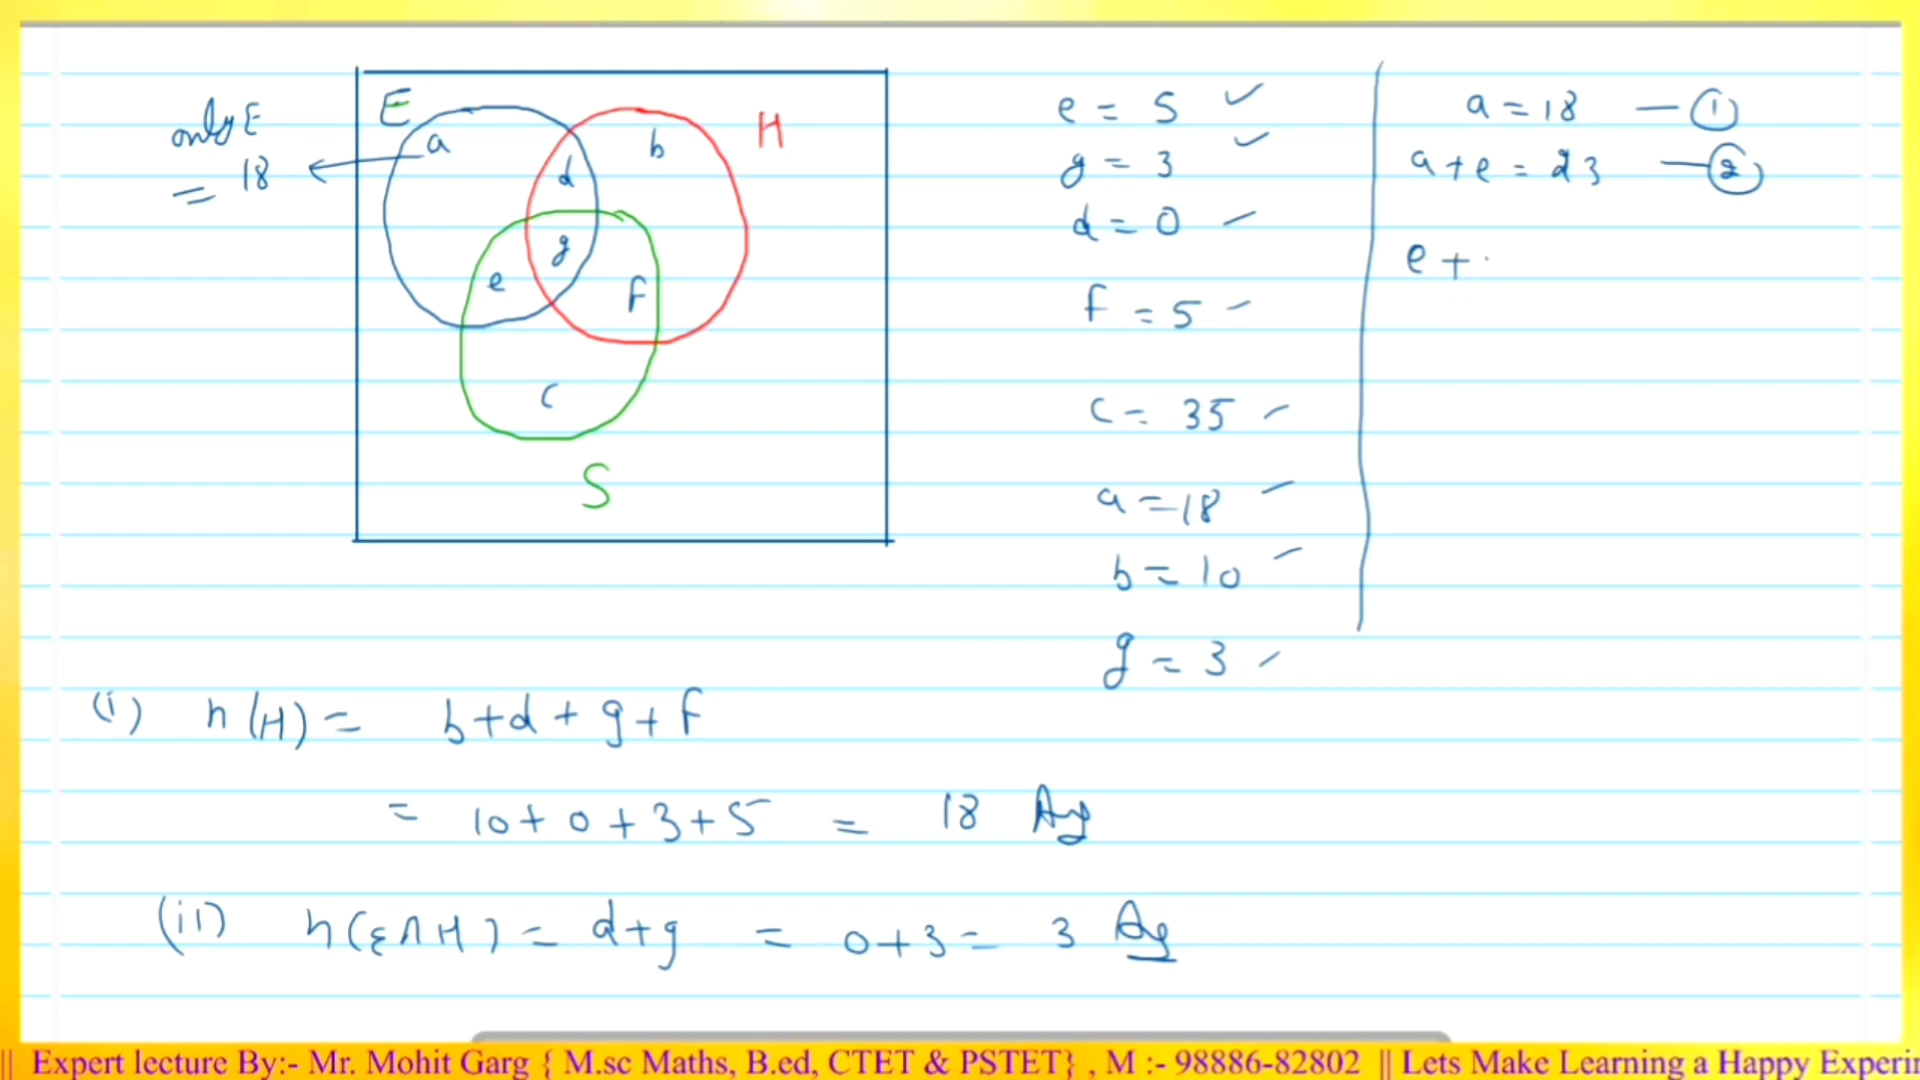 only E
= 18
E
a
d
b
H
g
e
f
c
S
e = 5 ✓
g = 3 ✓
d = 0
f = 5
c = 35
a = 18
b = 10
g = 3
a = 18 — ①
a + e = 23 — ②
e + ·
(i) n(H) = b+d+g+f
= 10+0+3+5 = 18 Ans
(ii) n(E∩H) = d+g = 0+3 = 3 Ans
|| Expert lecture By:- Mr. Mohit Garg { M.sc Maths, B.ed, CTET & PSTET} , M :- 98886-82802 || Lets Make Learning a Happy Experi